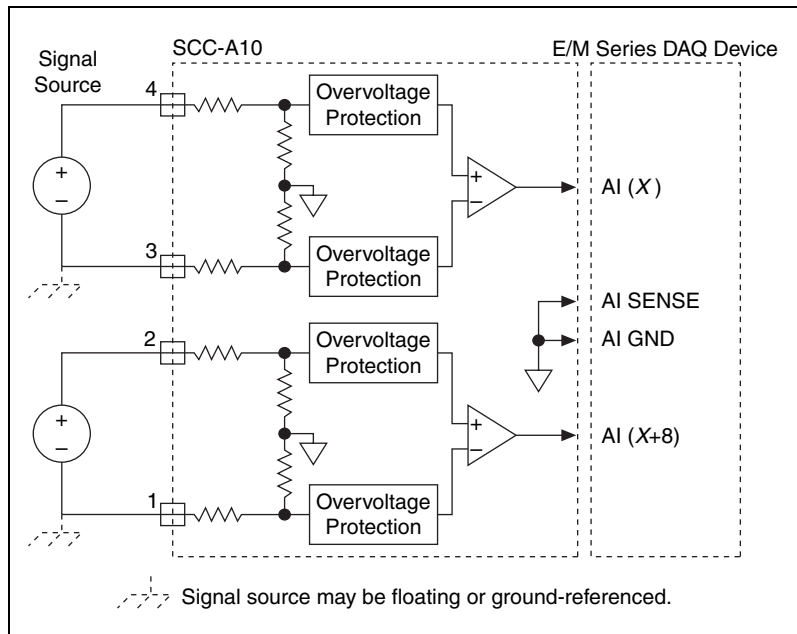 SCC-A10
E/M Series DAQ Device
Signal
Source
4
Overvoltage
Protection
+
−
+
−
AI (X)
3
Overvoltage
Protection
AI SENSE
AI GND
2
Overvoltage
Protection
+
−
+
−
AI (X+8)
1
Overvoltage
Protection
Signal source may be floating or ground-referenced.